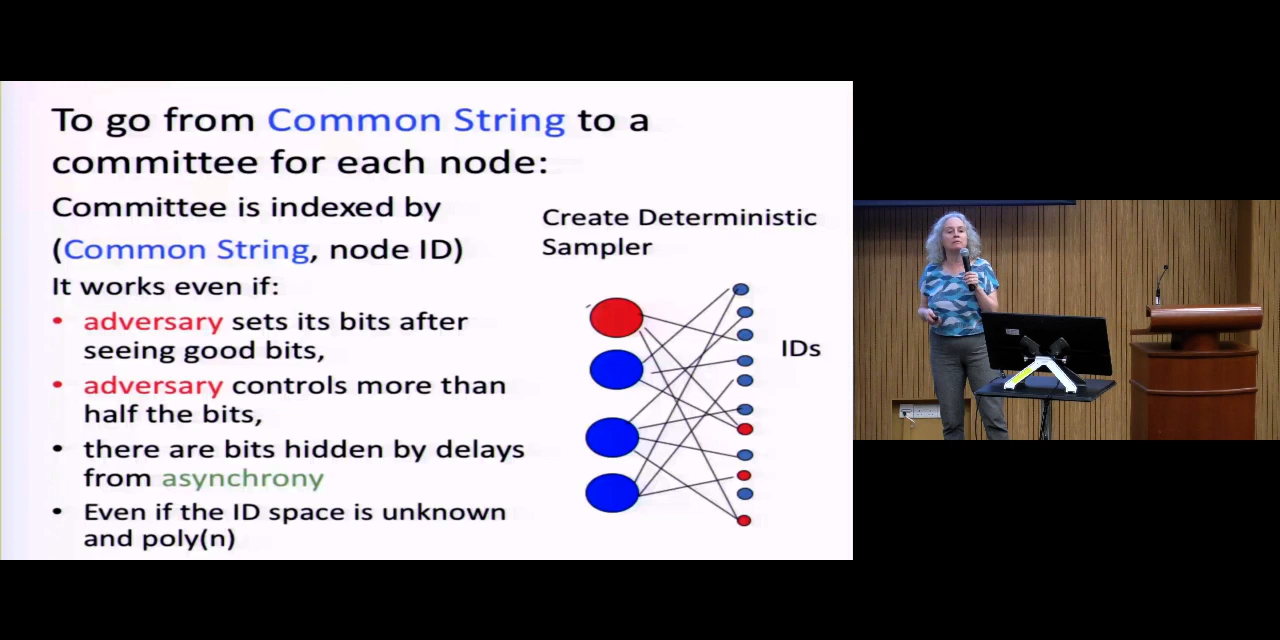 To go from Common String to a
committee for each node:
Committee is indexed by
(Common String, node ID)
It works even if:
• adversary sets its bits after
seeing good bits,
• adversary controls more than
half the bits,
• there are bits hidden by delays
from asynchrony
• Even if the ID space is unknown
and poly(n)
Create Deterministic
Sampler
IDs